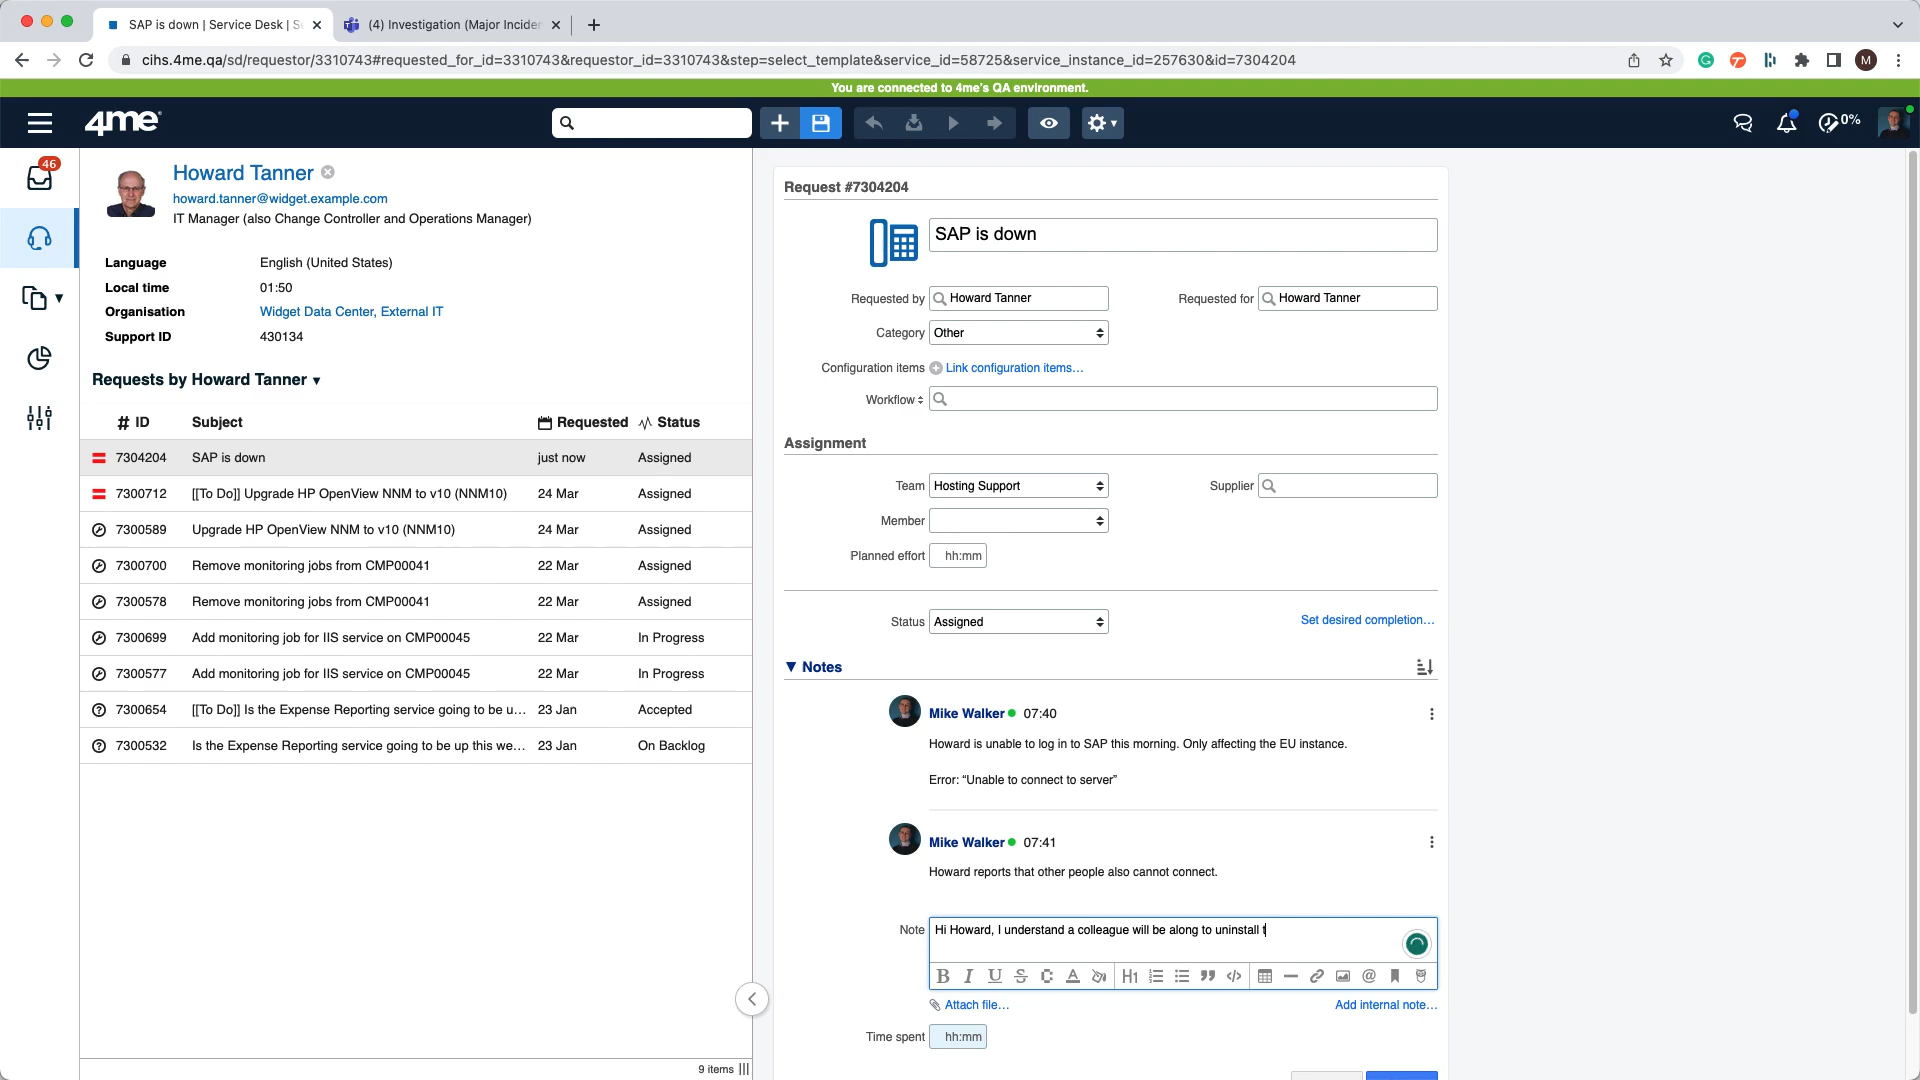 SAP is down | Service Desk | S
(4) Investigation (Major Inciden
cihs.4me.qa/sd/requestor/3310743#requested_for_id=3310743&requestor_id=3310743&step=select_template&service_id=58725&service_instance_id=257630&id=7304204
M
You are connected to 4me's QA environment.
4me
0%
46
Howard Tanner
howard.tanner@widget.example.com
IT Manager (also Change Controller and Operations Manager)
Language English (United States)
Local time 01:50
Organisation Widget Data Center, External IT
Support ID 430134
Requests by Howard Tanner
# ID Subject Requested Status
7304204 SAP is down just now Assigned
7300712 [[To Do]] Upgrade HP OpenView NNM to v10 (NNM10) 24 Mar Assigned
7300589 Upgrade HP OpenView NNM to v10 (NNM10) 24 Mar Assigned
7300700 Remove monitoring jobs from CMP00041 22 Mar Assigned
7300578 Remove monitoring jobs from CMP00041 22 Mar Assigned
7300699 Add monitoring job for IIS service on CMP00045 22 Mar In Progress
7300577 Add monitoring job for IIS service on CMP00045 22 Mar In Progress
7300654 [[To Do]] Is the Expense Reporting service going to be u... 23 Jan Accepted
7300532 Is the Expense Reporting service going to be up this we... 23 Jan On Backlog
9 items
Request #7304204
SAP is down
Requested by Howard Tanner Requested for Howard Tanner
Category Other
Configuration items Link configuration items...
Workflow
Assignment
Team Hosting Support Supplier
Member
Planned effort hh:mm
Status Assigned Set desired completion...
Notes
Mike Walker 07:40
Howard is unable to log in to SAP this morning. Only affecting the EU instance.
Error: “Unable to connect to server”
Mike Walker 07:41
Howard reports that other people also cannot connect.
Note Hi Howard, I understand a colleague will be along to uninstall t
B I U S C A H1
Attach file... Add internal note...
Time spent hh:mm